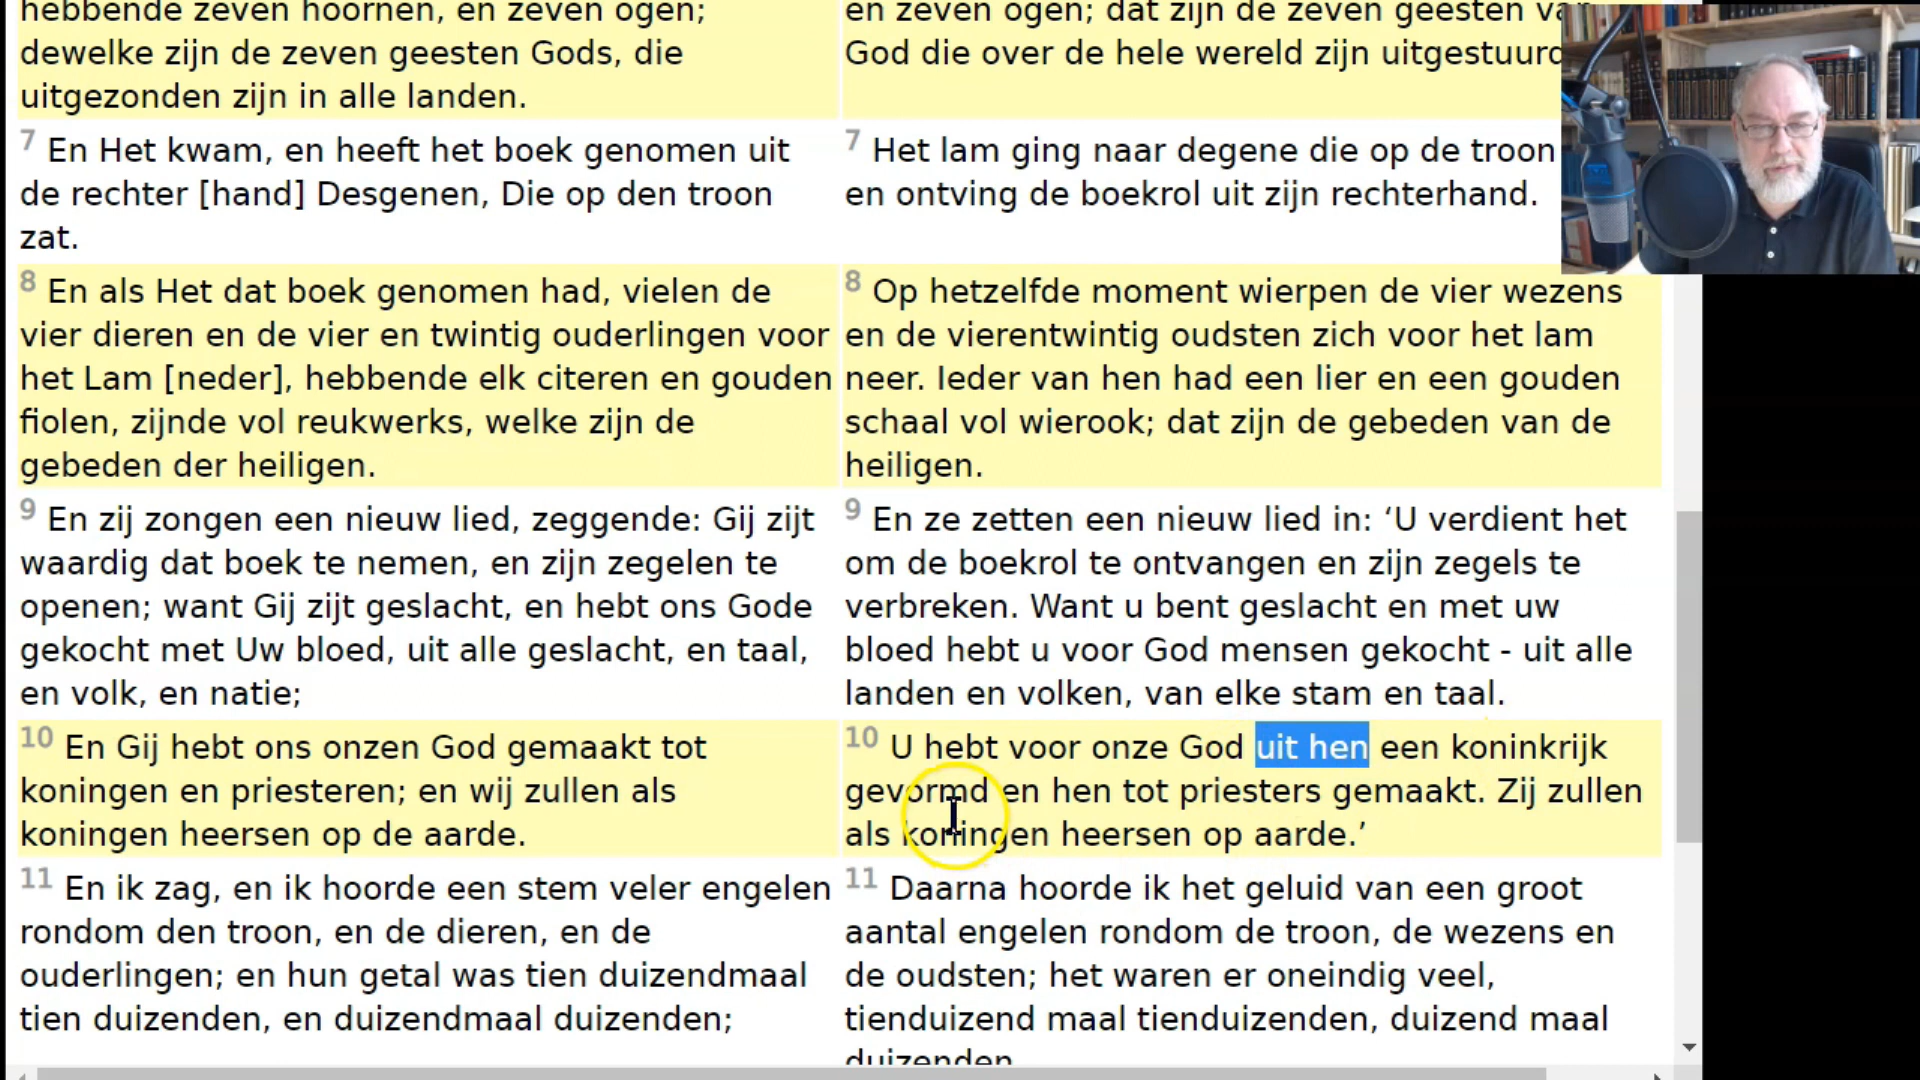 hebbende zeven hoornen, en zeven ogen;
dewelke zijn de zeven geesten Gods, die
uitgezonden zijn in alle landen.
7 En Het kwam, en heeft het boek genomen uit
de rechter [hand] Desgenen, Die op den troon
zat.
8 En als Het dat boek genomen had, vielen de
vier dieren en de vier en twintig ouderlingen voor
het Lam [neder], hebbende elk citeren en gouden
fiolen, zijnde vol reukwerks, welke zijn de
gebeden der heiligen.
9 En zij zongen een nieuw lied, zeggende: Gij zijt
waardig dat boek te nemen, en zijn zegelen te
openen; want Gij zijt geslacht, en hebt ons Gode
gekocht met Uw bloed, uit alle geslacht, en taal,
en volk, en natie;
10 En Gij hebt ons onzen God gemaakt tot
koningen en priesteren; en wij zullen als
koningen heersen op de aarde.
11 En ik zag, en ik hoorde een stem veler engelen
rondom den troon, en de dieren, en de
ouderlingen; en hun getal was tien duizendmaal
tien duizenden, en duizendmaal duizenden;
en zeven ogen; dat zijn de zeven geesten van
God die over de hele wereld zijn uitgestuurd
7 Het lam ging naar degene die op de troon
en ontving de boekrol uit zijn rechterhand.
8 Op hetzelfde moment wierpen de vier wezens
en de vierentwintig oudsten zich voor het lam
neer. Ieder van hen had een lier en een gouden
schaal vol wierook; dat zijn de gebeden van de
heiligen.
9 En ze zetten een nieuw lied in: ‘U verdient het
om de boekrol te ontvangen en zijn zegels te
verbreken. Want u bent geslacht en met uw
bloed hebt u voor God mensen gekocht - uit alle
landen en volken, van elke stam en taal.
10 U hebt voor onze God uit hen een koninkrijk
gevormd en hen tot priesters gemaakt. Zij zullen
als koningen heersen op aarde.’
11 Daarna hoorde ik het geluid van een groot
aantal engelen rondom de troon, de wezens en
de oudsten; het waren er oneindig veel,
tienduizend maal tienduizenden, duizend maal
duizenden